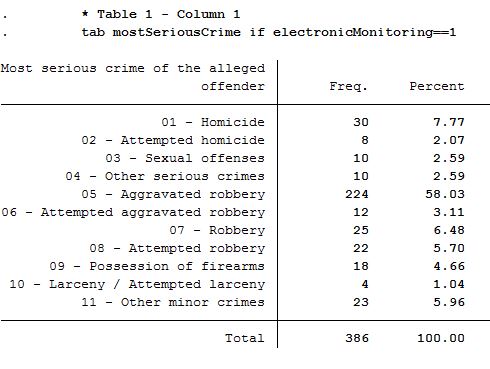 .          * Table 1 - Column 1
.          tab mostSeriousCrime if electronicMonitoring==1
Most serious crime of the alleged
offender Freq. Percent
01 - Homicide 30 7.77
02 - Attempted homicide 8 2.07
03 - Sexual offenses 10 2.59
04 - Other serious crimes 10 2.59
05 - Aggravated robbery 224 58.03
06 - Attempted aggravated robbery 12 3.11
07 - Robbery 25 6.48
08 - Attempted robbery 22 5.70
09 - Possession of firearms 18 4.66
10 - Larceny / Attempted larceny 4 1.04
11 - Other minor crimes 23 5.96
Total 386 100.00